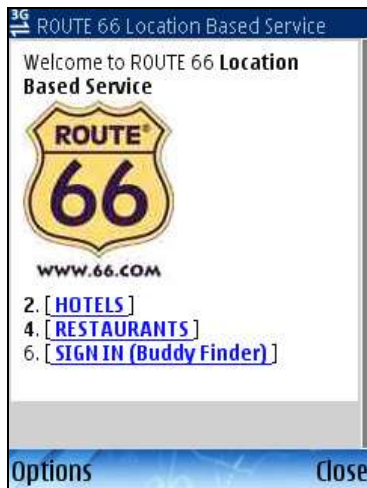 3G
ROUTE 66 Location Based Service
Welcome to ROUTE 66 Location
Based Service
ROUTE®
66
www.66.com
2. [ HOTELS ]
4. [ RESTAURANTS ]
6. [ SIGN IN (Buddy Finder) ]
Options Close